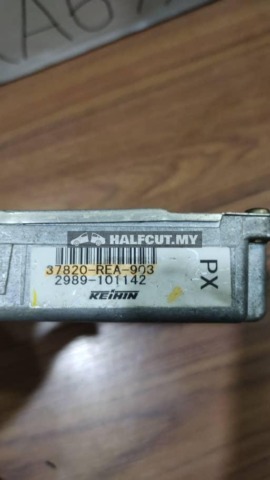 HALFCUT.MY
37820-REA-903
2989-101142
KEIHIN
PX